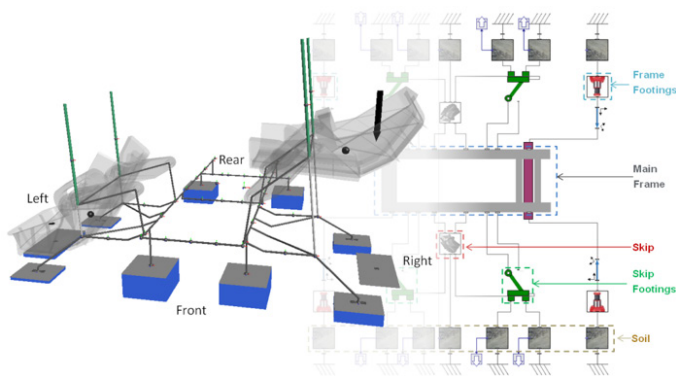 Frame
Footings
Rear
Left
Main
Frame
Skip
Right
Skip
Footings
Front
Soil